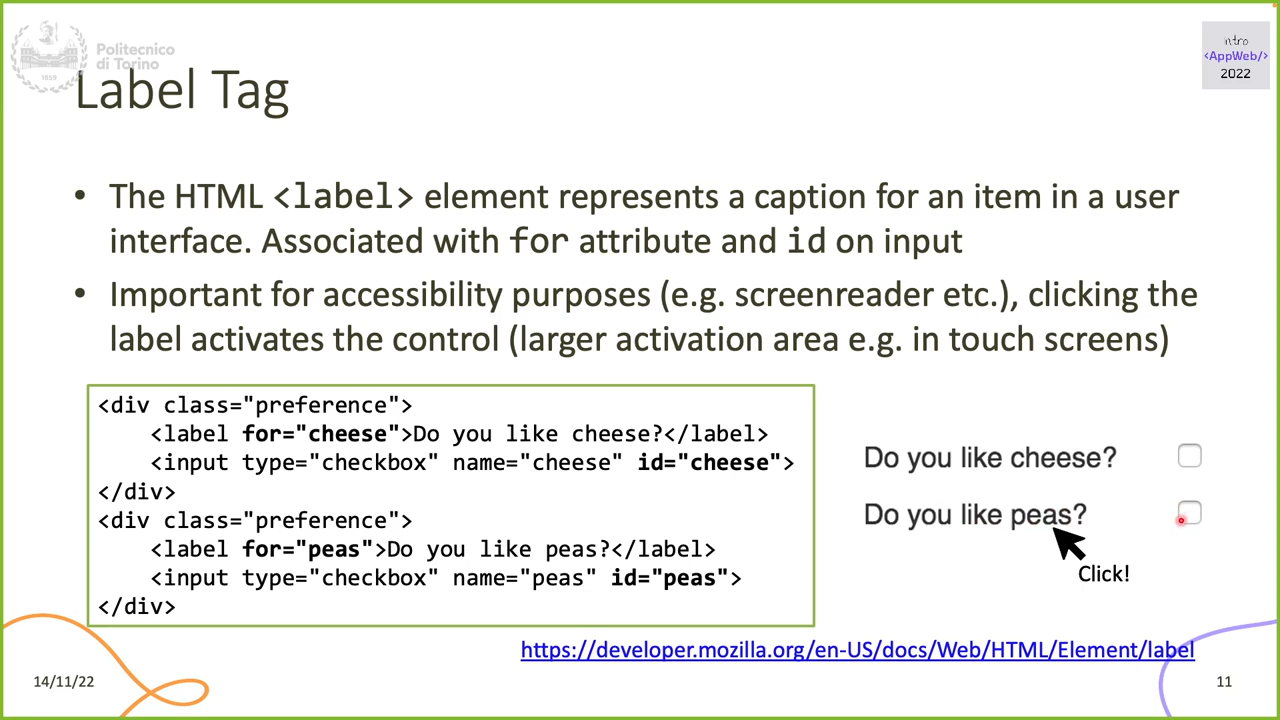 Politecnico
di Torino
1859
intro
<AppWeb/>
2022
Label Tag
• The HTML <label> element represents a caption for an item in a user
interface. Associated with for attribute and id on input
• Important for accessibility purposes (e.g. screenreader etc.), clicking the
label activates the control (larger activation area e.g. in touch screens)
<div class="preference">
    <label for="cheese">Do you like cheese?</label>
    <input type="checkbox" name="cheese" id="cheese">
</div>
<div class="preference">
    <label for="peas">Do you like peas?</label>
    <input type="checkbox" name="peas" id="peas">
</div>
Do you like cheese?
Do you like peas?
Click!
https://developer.mozilla.org/en-US/docs/Web/HTML/Element/label
14/11/22
11